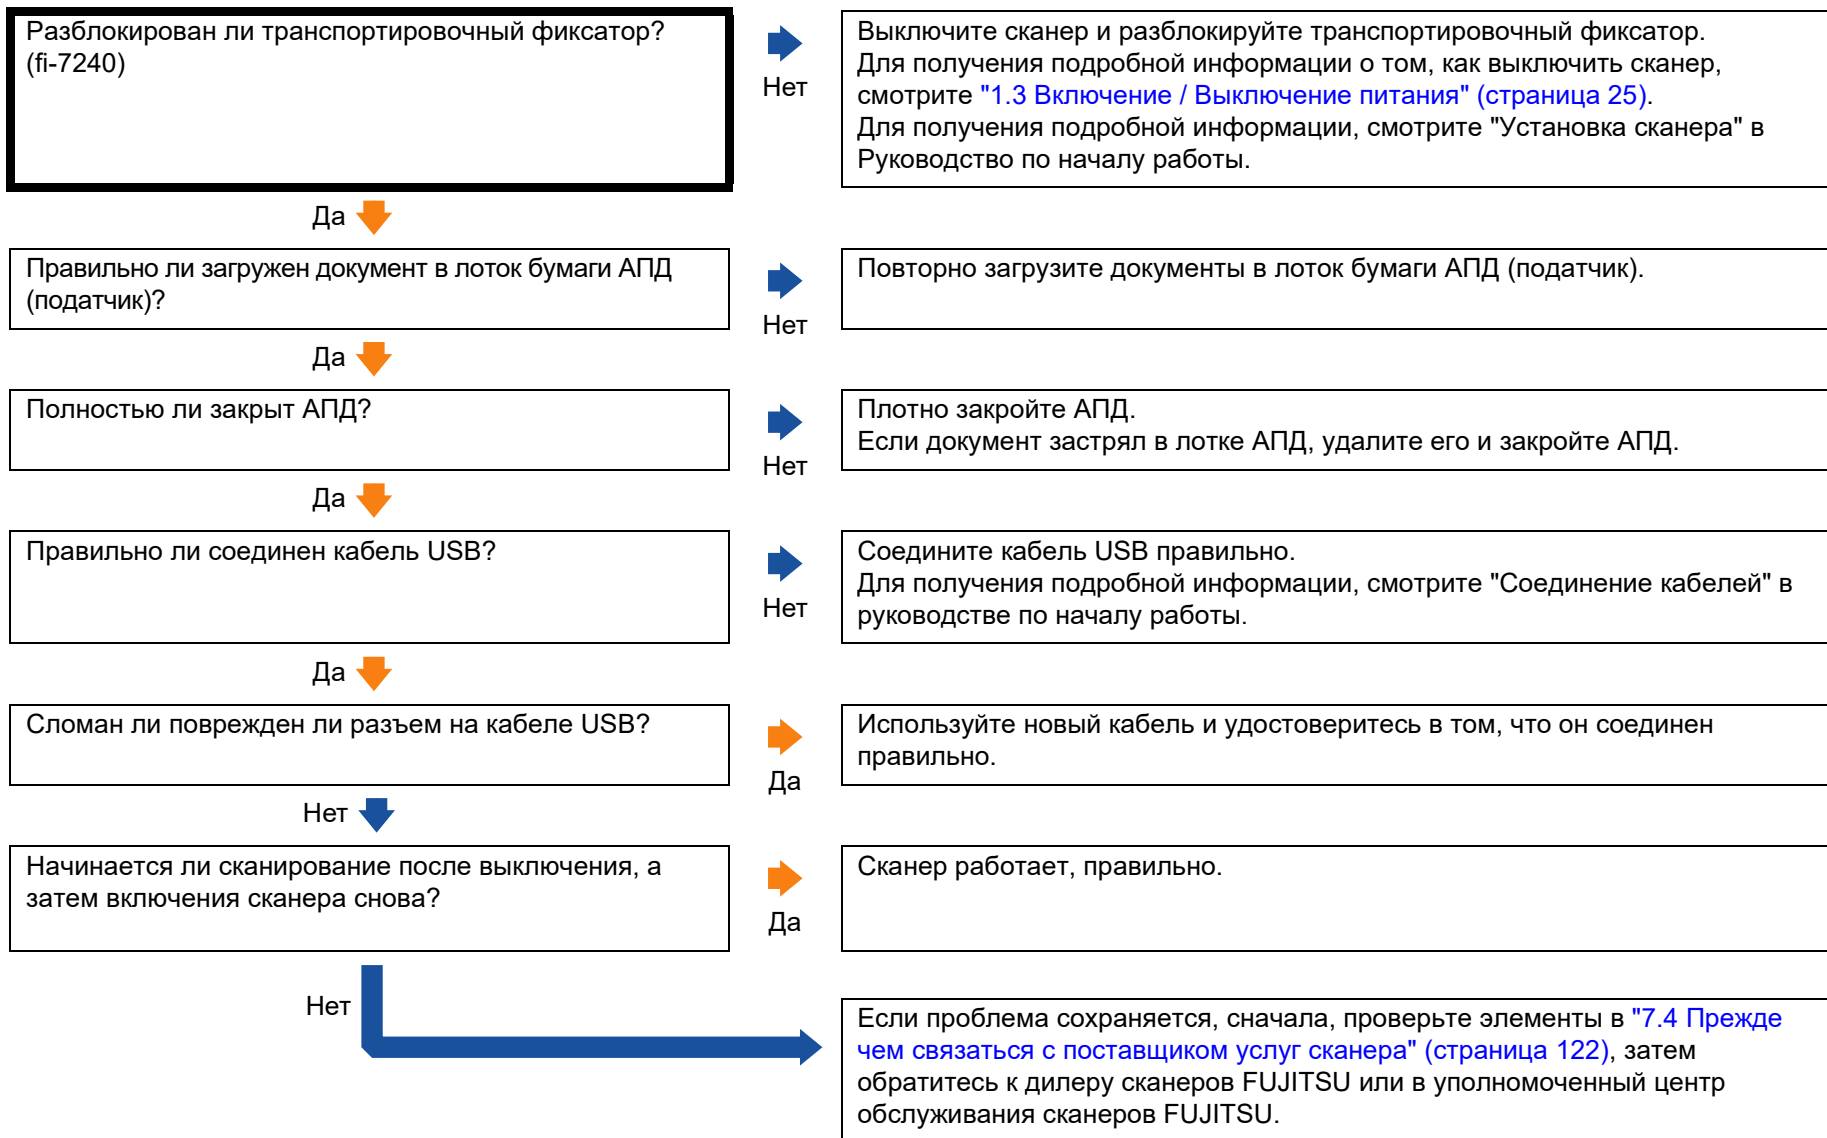 Разблокирован ли транспортировочный фиксатор?
(fi-7240)
Нет
Выключите сканер и разблокируйте транспортировочный фиксатор.
Для получения подробной информации о том, как выключить сканер,
смотрите "1.3 Включение / Выключение питания" (страница 25).
Для получения подробной информации, смотрите "Установка сканера" в
Руководство по началу работы.
Да
Правильно ли загружен документ в лоток бумаги АПД
(податчик)?
Нет
Повторно загрузите документы в лоток бумаги АПД (податчик).
Да
Полностью ли закрыт АПД?
Нет
Плотно закройте АПД.
Если документ застрял в лотке АПД, удалите его и закройте АПД.
Да
Правильно ли соединен кабель USB?
Нет
Соедините кабель USB правильно.
Для получения подробной информации, смотрите "Соединение кабелей" в
руководстве по началу работы.
Да
Сломан ли поврежден ли разъем на кабеле USB?
Да
Используйте новый кабель и удостоверитесь в том, что он соединен
правильно.
Нет
Начинается ли сканирование после выключения, а
затем включения сканера снова?
Да
Сканер работает, правильно.
Нет
Если проблема сохраняется, сначала, проверьте элементы в "7.4 Прежде
чем связаться с поставщиком услуг сканера" (страница 122), затем
обратитесь к дилеру сканеров FUJITSU или в уполномоченный центр
обслуживания сканеров FUJITSU.